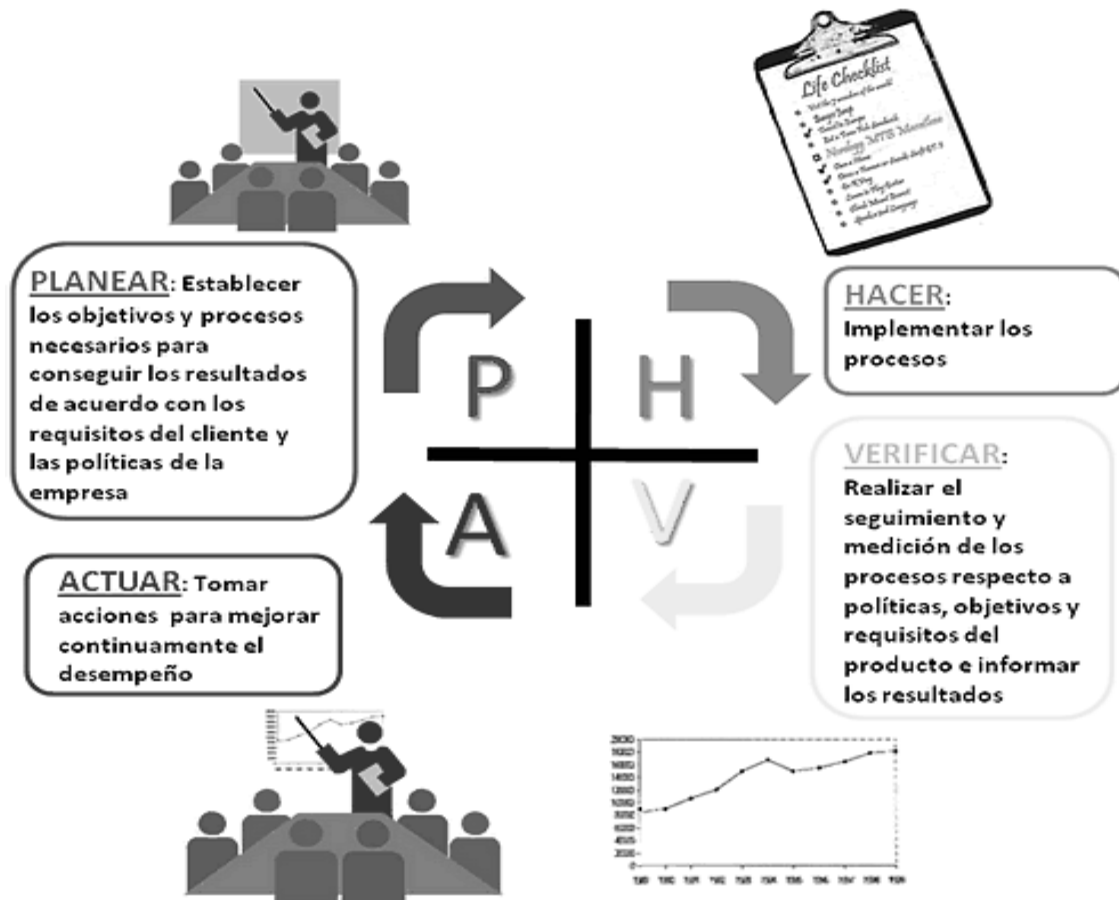 Life Checklist
PLANEAR: Establecer
los objetivos y procesos
necesarios para
conseguir los resultados
de acuerdo con los
requisitos del cliente y
las políticas de la
empresa
P
H
HACER:
Implementar los
procesos
A
V
VERIFICAR:
Realizar el
seguimiento y
medición de los
procesos respecto a
políticas, objetivos y
requisitos del
producto e informar
los resultados
ACTUAR: Tomar
acciones para mejorar
continuamente el
desempeño